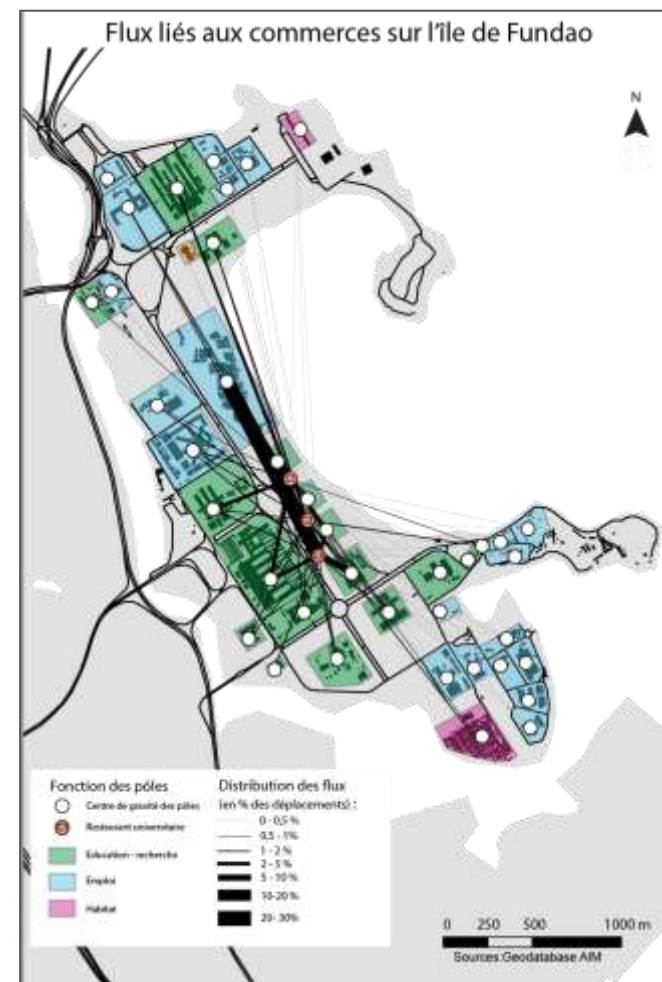 Flux liés aux commerces sur l'île de Fundao
N
Fonction des pôles
Centre de gravité des pôles
Restaurant universitaire
Education - recherche
Emploi
Habitat
Distribution des flux
(en % des déplacements) :
0 - 0,5 %
0,5 - 1%
1 - 2 %
2 - 5 %
5 - 10 %
10-20 %
20- 30%
0 250 500 1000 m
Sources:Geodatabase AIM